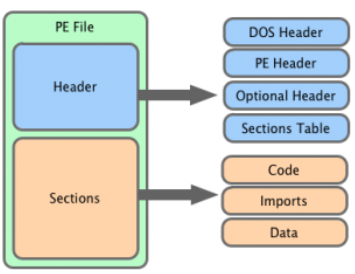 PE File
Header
Sections
DOS Header
PE Header
Optional Header
Sections Table
Code
Imports
Data